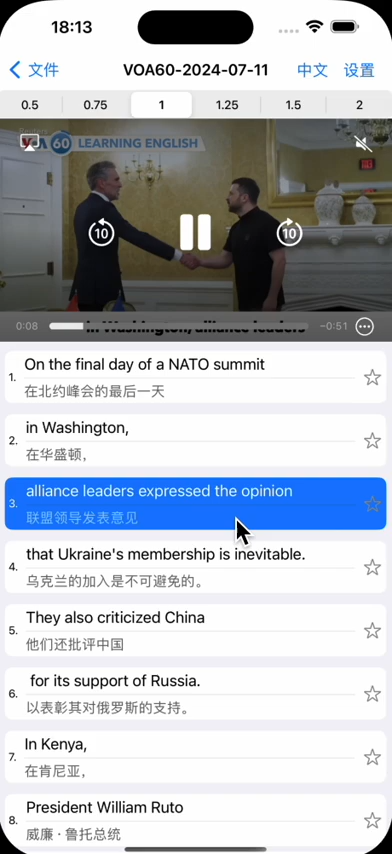 18:13
文件
VOA60-2024-07-11
中文
设置
0.5
0.75
1
1.25
1.5
2
VOA 60 LEARNING ENGLISH
10
10
0:08
in Washington, alliance leaders
−0:51
1.
On the final day of a NATO summit
在北约峰会的最后一天
2.
in Washington,
在华盛顿，
3.
alliance leaders expressed the opinion
联盟领导发表意见
4.
that Ukraine's membership is inevitable.
乌克兰的加入是不可避免的。
5.
They also criticized China
他们还批评中国
6.
for its support of Russia.
以表彰其对俄罗斯的支持。
7.
In Kenya,
在肯尼亚，
8.
President William Ruto
威廉·鲁托总统